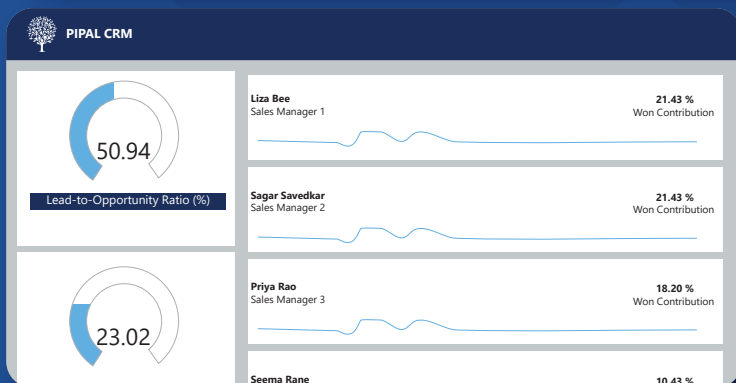 PIPAL CRM
50.94
Lead-to-Opportunity Ratio (%)
23.02
Liza Bee
Sales Manager 1
21.43 %
Won Contribution
Sagar Savedkar
Sales Manager 2
21.43 %
Won Contribution
Priya Rao
Sales Manager 3
18.20 %
Won Contribution
Seema Rane
10.43 %